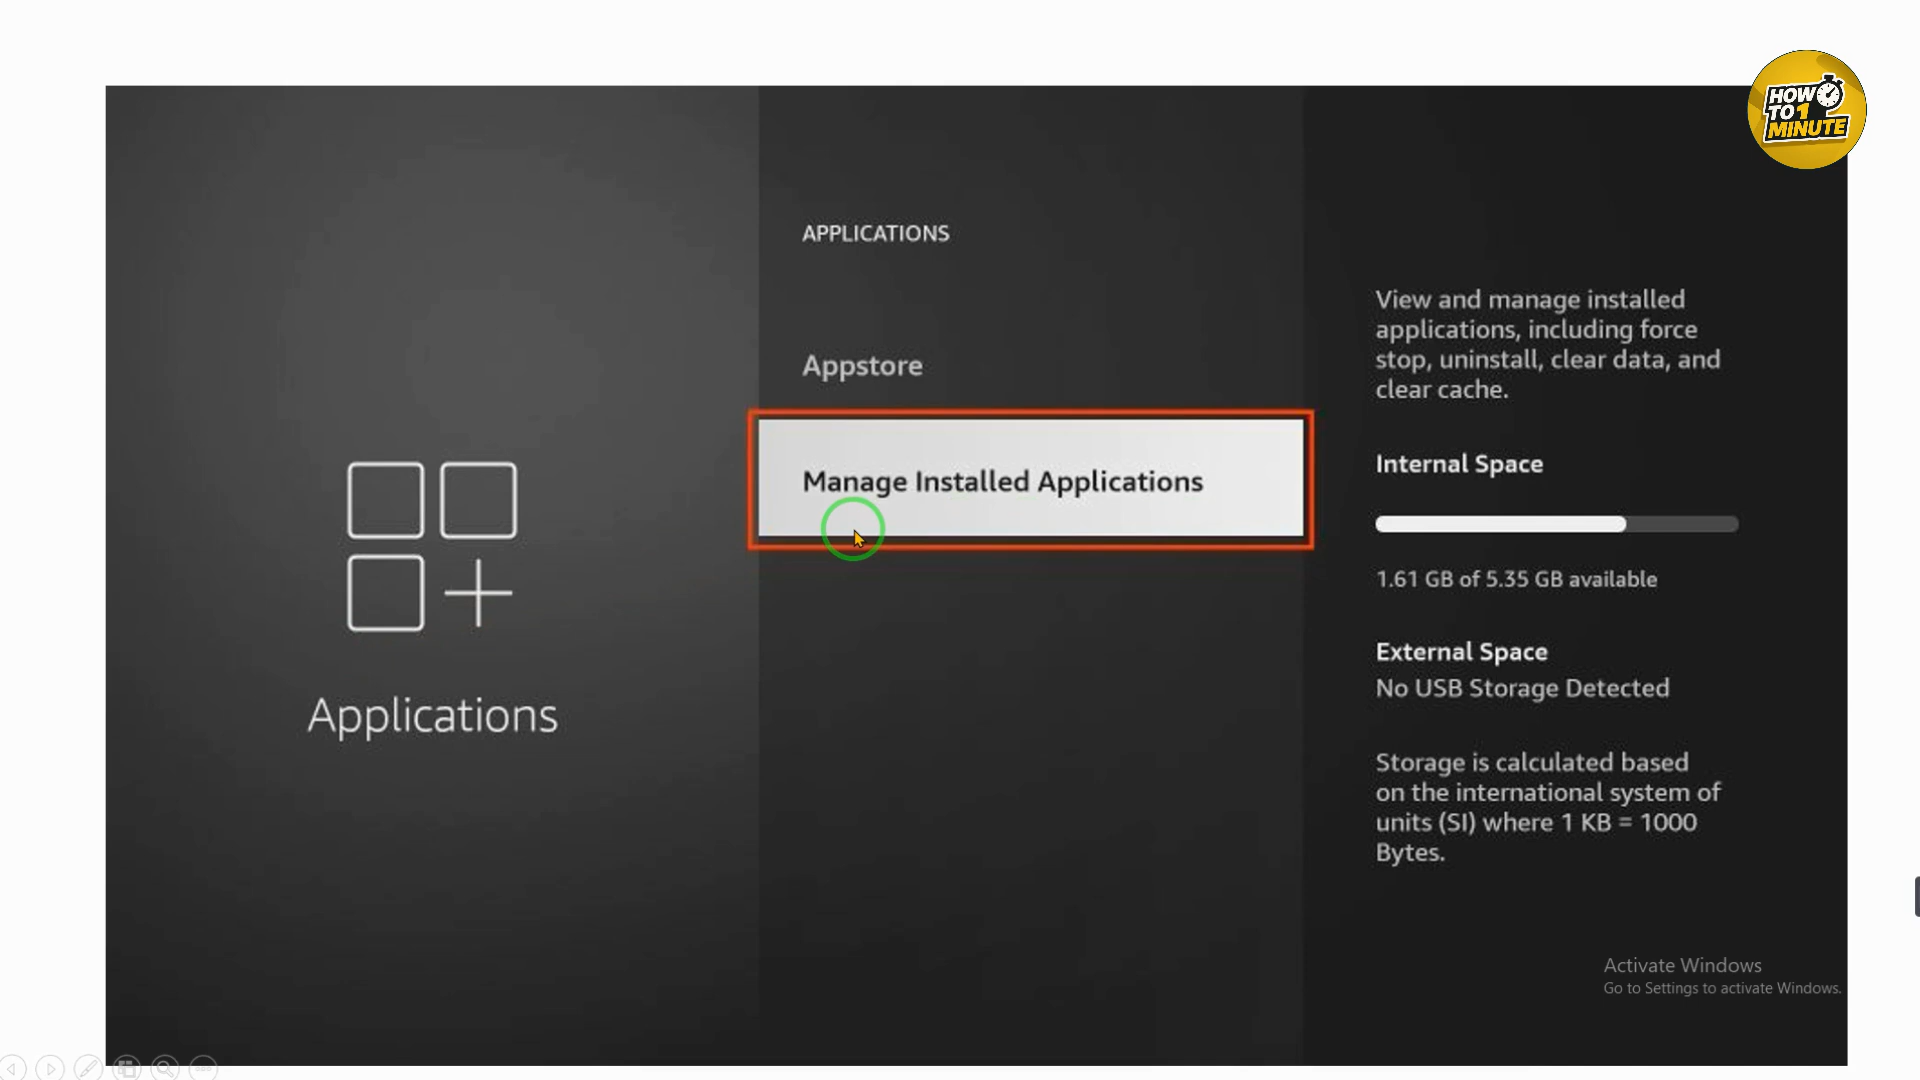 HOW
TO 1
MINUTE
APPLICATIONS
Appstore
Manage Installed Applications
Applications
View and manage installed
applications, including force
stop, uninstall, clear data, and
clear cache.
Internal Space
1.61 GB of 5.35 GB available
External Space
No USB Storage Detected
Storage is calculated based
on the international system of
units (SI) where 1 KB = 1000
Bytes.
Activate Windows
Go to Settings to activate Windows.